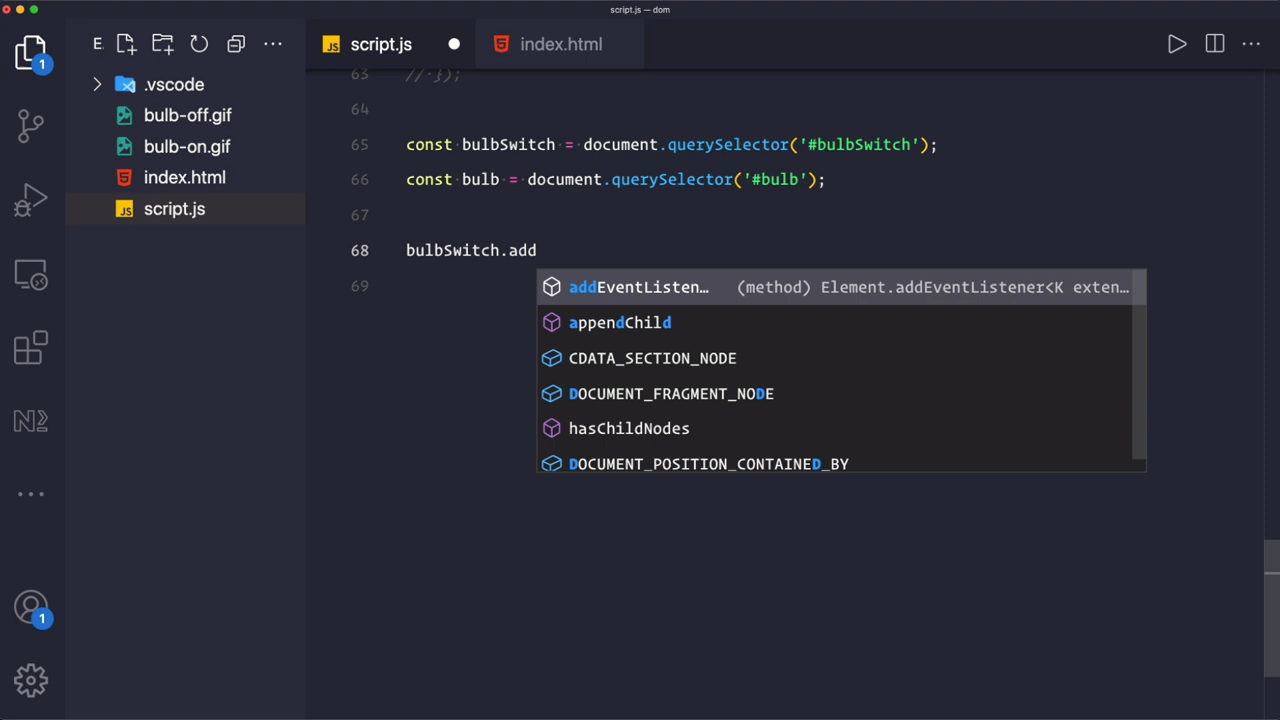 script.js — dom
E
script.js
index.html
1
.vscode
bulb-off.gif
bulb-on.gif
index.html
JS script.js
63 // });
64
65 const bulbSwitch = document.querySelector('#bulbSwitch');
66 const bulb = document.querySelector('#bulb');
67
68 bulbSwitch.add
69
addEventListen… (method) Element.addEventListener<K exten…
appendChild
CDATA_SECTION_NODE
DOCUMENT_FRAGMENT_NODE
hasChildNodes
DOCUMENT_POSITION_CONTAINED_BY
1